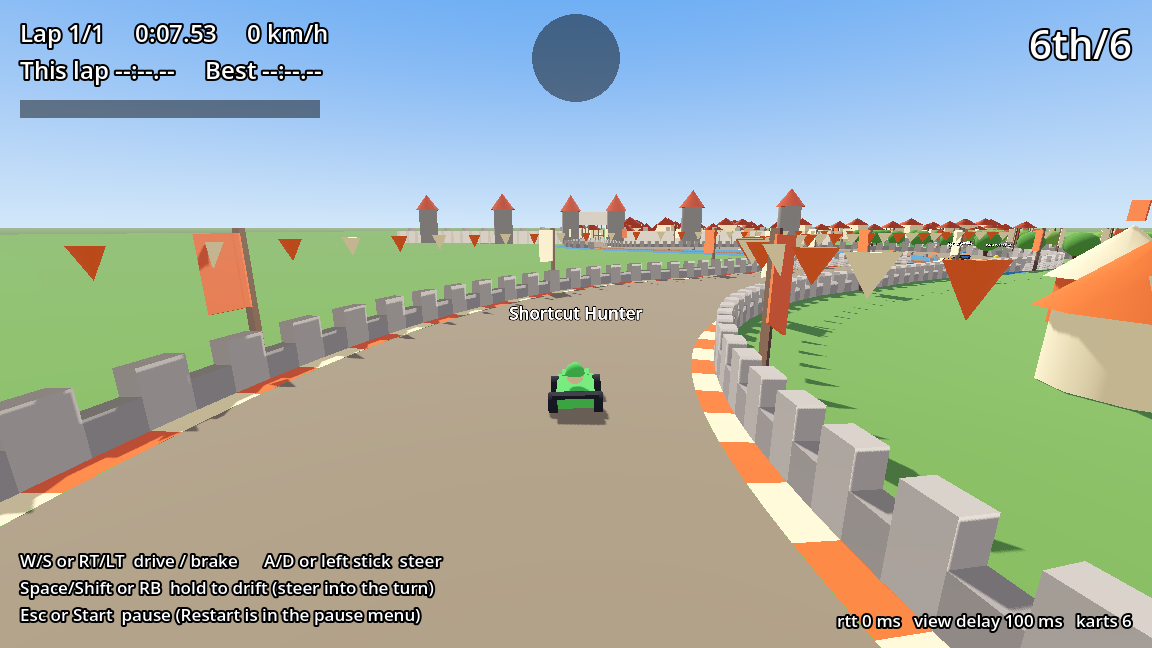 Lap 1/1 0:07.53 0 km/h
6th/6
This lap --:--.-- Best --:--.--
Shortcut Hunter
W/S or RT/LT drive / brake A/D or left stick steer
Space/Shift or RB hold to drift (steer into the turn)
Esc or Start pause (Restart is in the pause menu)
rtt 0 ms view delay 100 ms karts 6